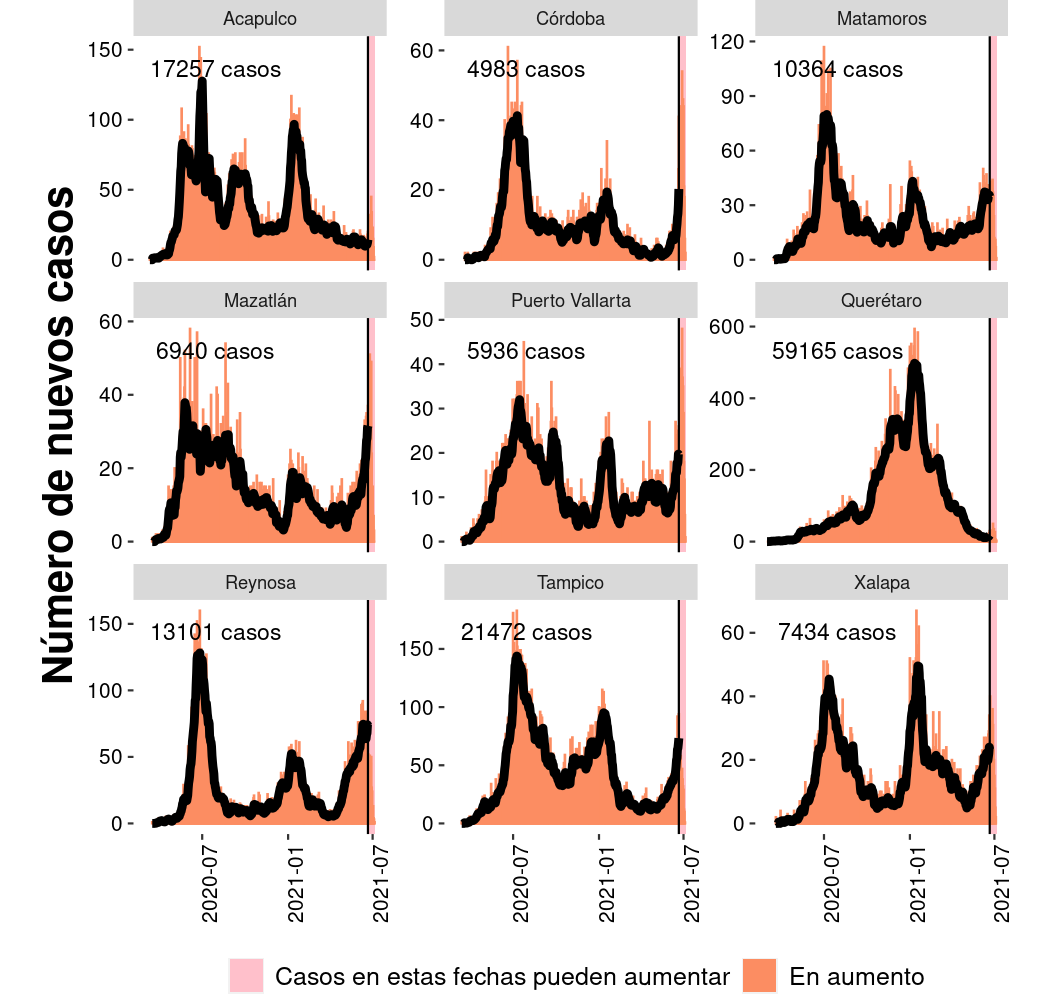 Número de nuevos casos
Acapulco
Córdoba
Matamoros
150
100
50
0
17257 casos
60
40
20
0
4983 casos
120
90
60
30
0
10364 casos
Mazatlán
Puerto Vallarta
Querétaro
60
40
20
0
6940 casos
50
40
30
20
10
0
5936 casos
600
400
200
0
59165 casos
Reynosa
Tampico
Xalapa
150
100
50
0
13101 casos
150
100
50
0
21472 casos
60
40
20
0
7434 casos
2020-07
2021-01
2021-07
2020-07
2021-01
2021-07
2020-07
2021-01
2021-07
Casos en estas fechas pueden aumentar
En aumento